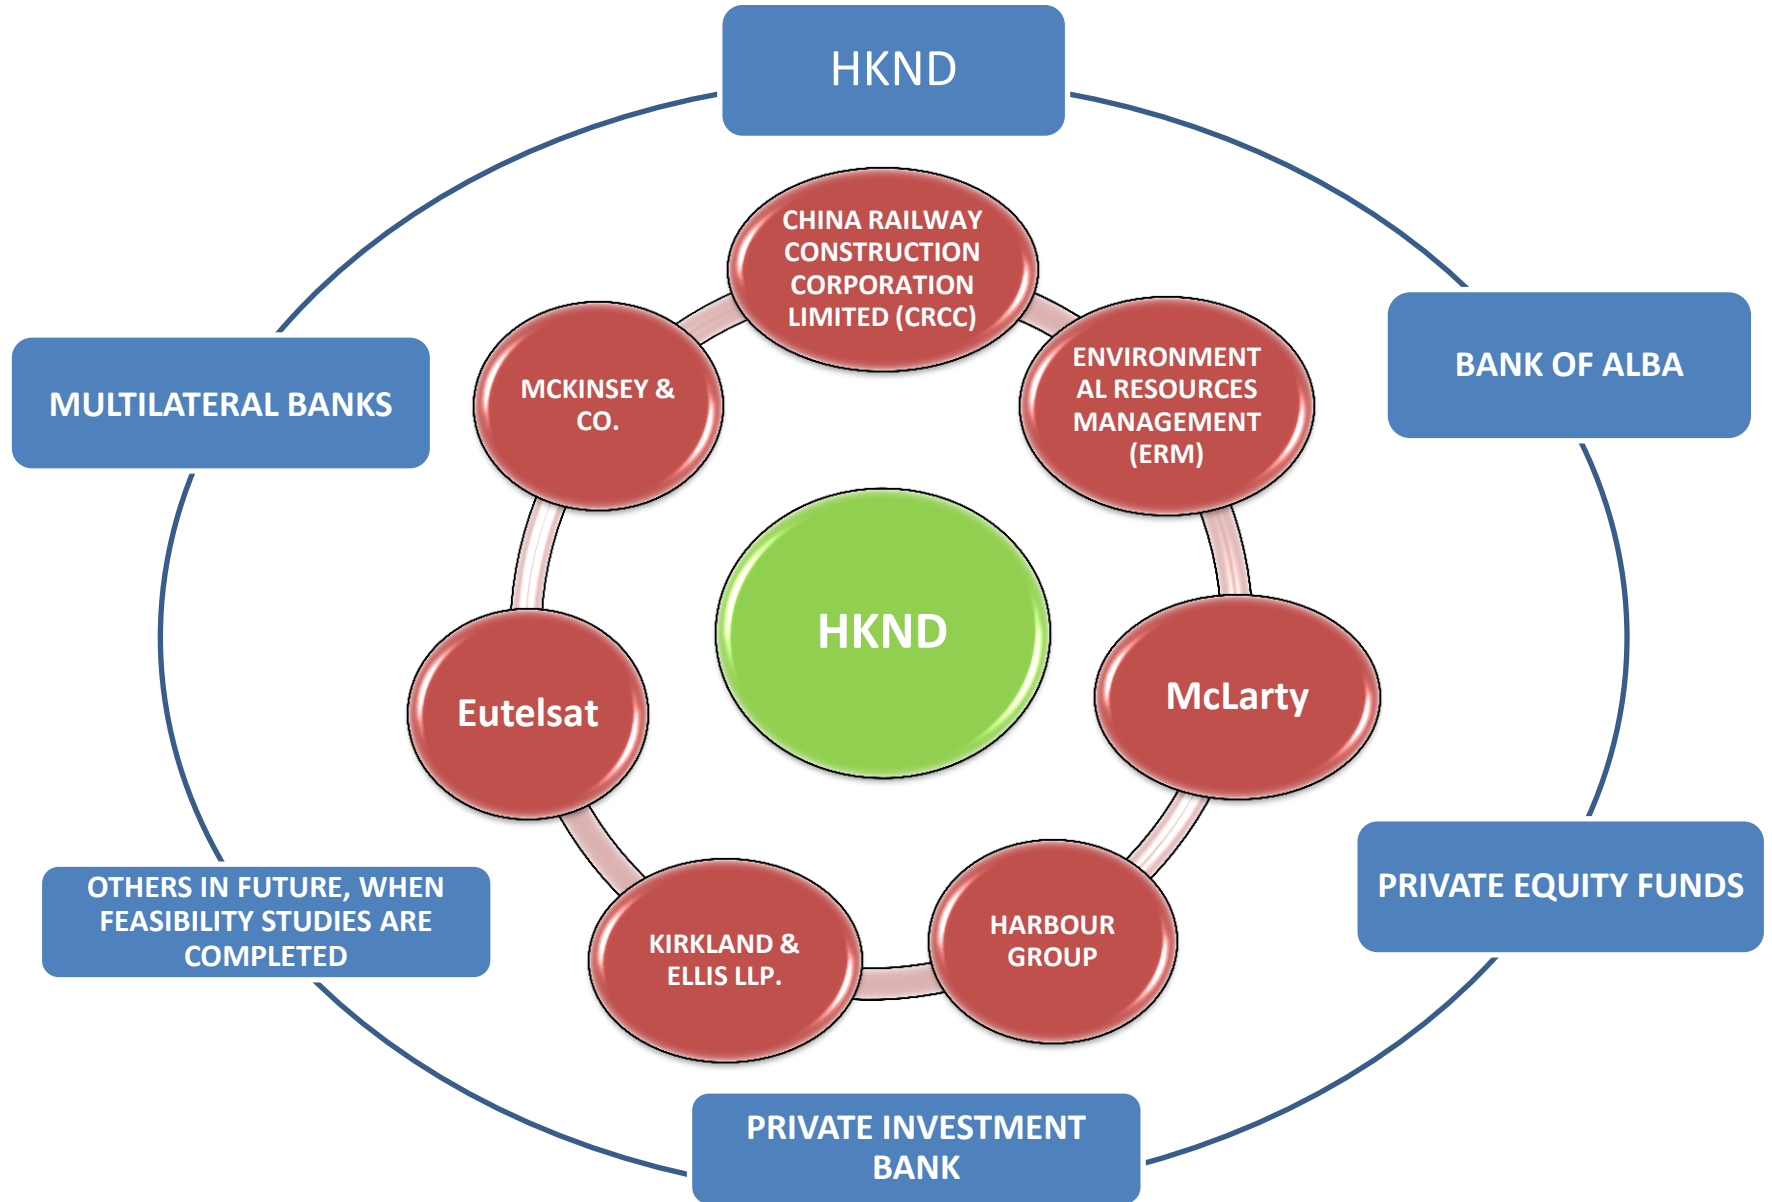 HKND
CHINA RAILWAY
CONSTRUCTION
CORPORATION
LIMITED (CRCC)
ENVIRONMENT
AL RESOURCES
MANAGEMENT
(ERM)
BANK OF ALBA
MULTILATERAL BANKS
MCKINSEY &
CO.
HKND
McLarty
Eutelsat
PRIVATE EQUITY FUNDS
OTHERS IN FUTURE, WHEN
FEASIBILITY STUDIES ARE
COMPLETED
KIRKLAND &
ELLIS LLP.
HARBOUR
GROUP
PRIVATE INVESTMENT
BANK